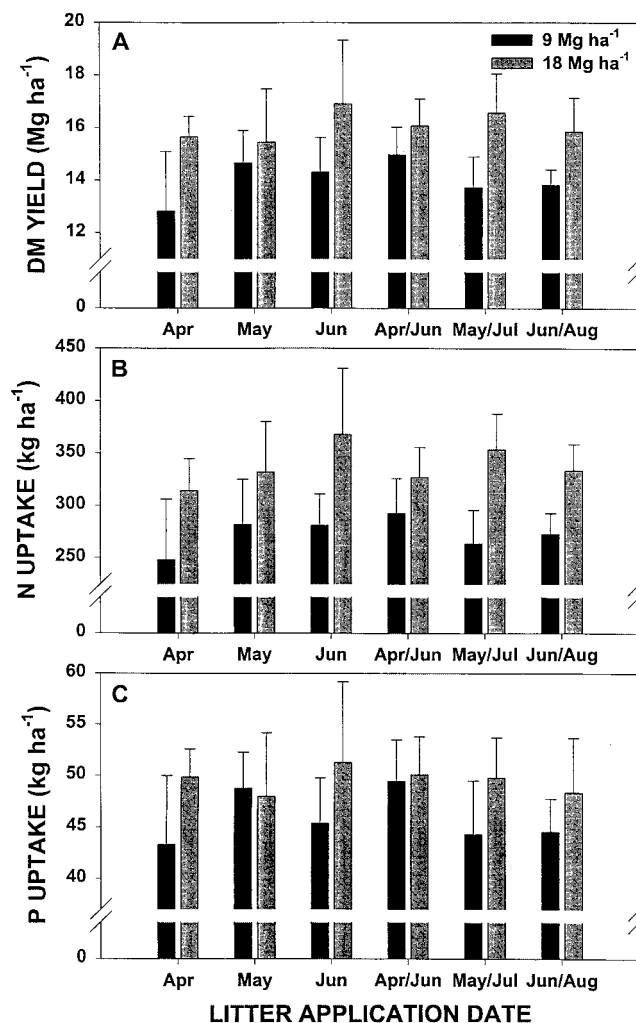 A
9 Mg ha⁻¹
18 Mg ha⁻¹
DM YIELD (Mg ha⁻¹)
20
18
16
14
12
0
Apr May Jun Apr/Jun May/Jul Jun/Aug
B
N UPTAKE (kg ha⁻¹)
450
400
350
300
250
0
Apr May Jun Apr/Jun May/Jul Jun/Aug
C
P UPTAKE (kg ha⁻¹)
60
55
50
45
40
0
Apr May Jun Apr/Jun May/Jul Jun/Aug
LITTER APPLICATION DATE